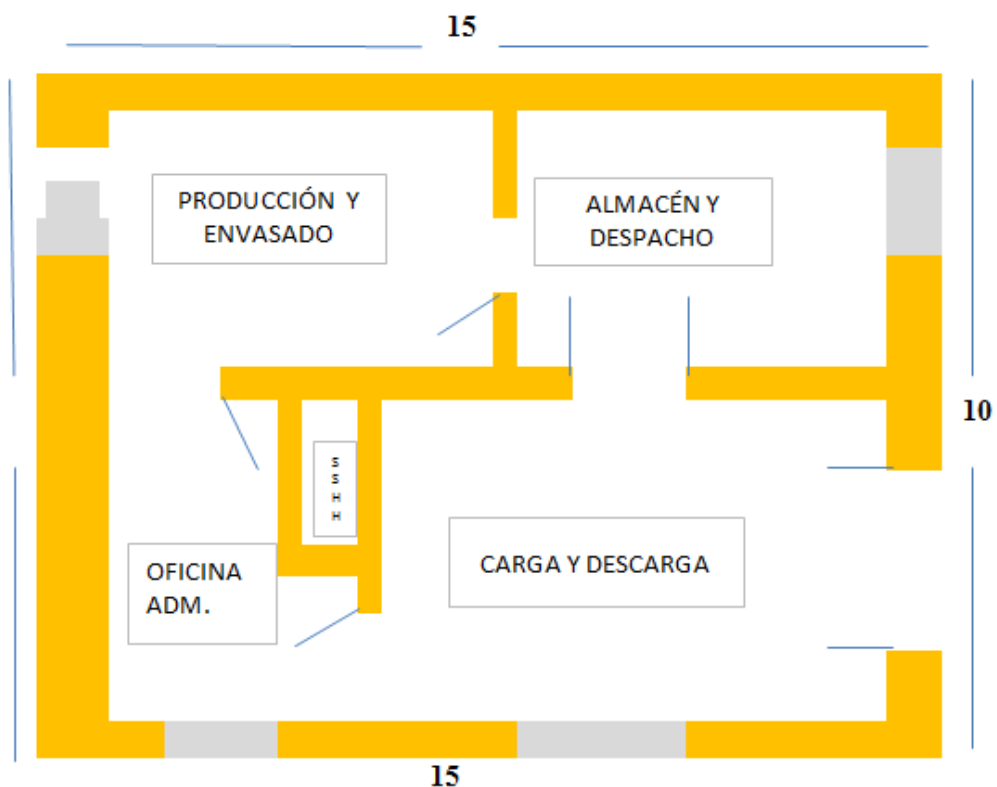 15
PRODUCCIÓN Y
ENVASADO
ALMACÉN Y
DESPACHO
10
S
S
H
H
OFICINA
ADM.
CARGA Y DESCARGA
15